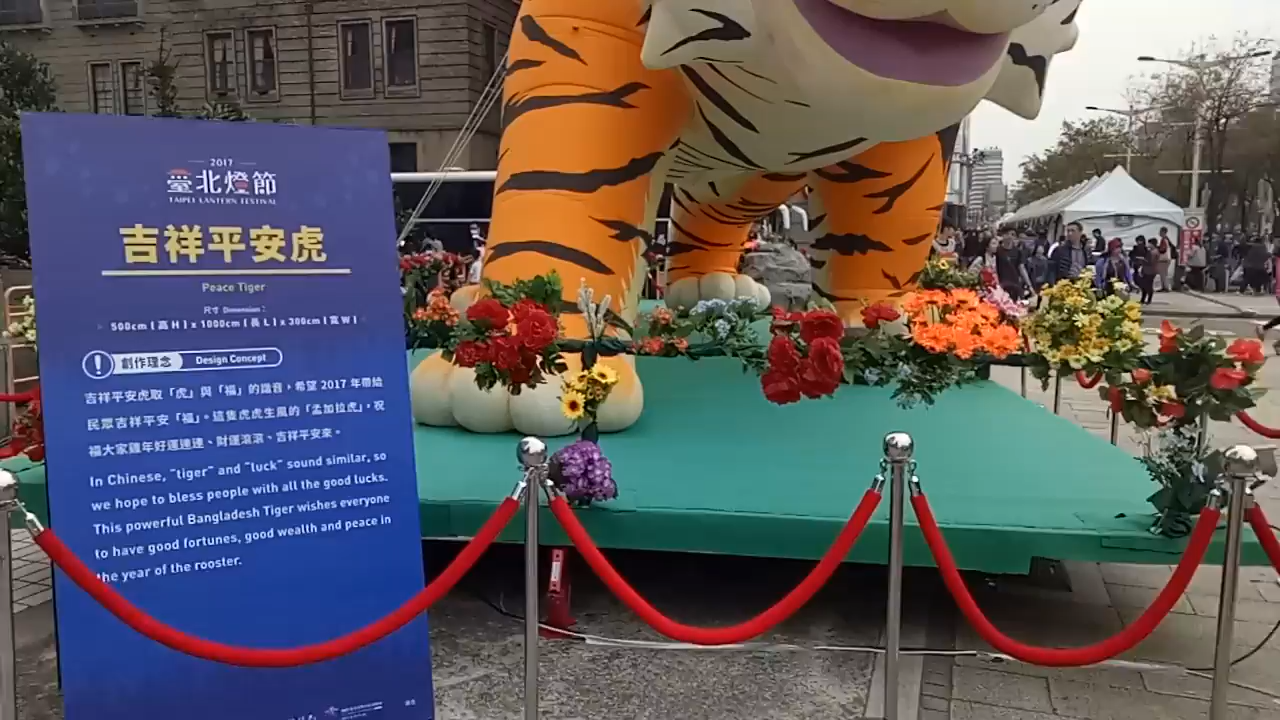 2017
臺北燈節
TAIPEI LANTERN FESTIVAL
吉祥平安虎
Peace Tiger
尺寸 Dimension：
500cm [ 高 H ] x 1000cm [ 長 L ] x 300cm [ 寬 W ]
! 創作理念 Design Concept
吉祥平安虎取「虎」與「福」的諧音，希望 2017 年帶給
民眾吉祥平安「福」。這隻虎虎生風的「孟加拉虎」，祝
福大家雞年好運連連、財運滾滾、吉祥平安來。
In Chinese, "tiger" and "luck" sound similar, so
we hope to bless people with all the good lucks.
This powerful Bangladesh Tiger wishes everyone
to have good fortunes, good wealth and peace in
the year of the rooster.